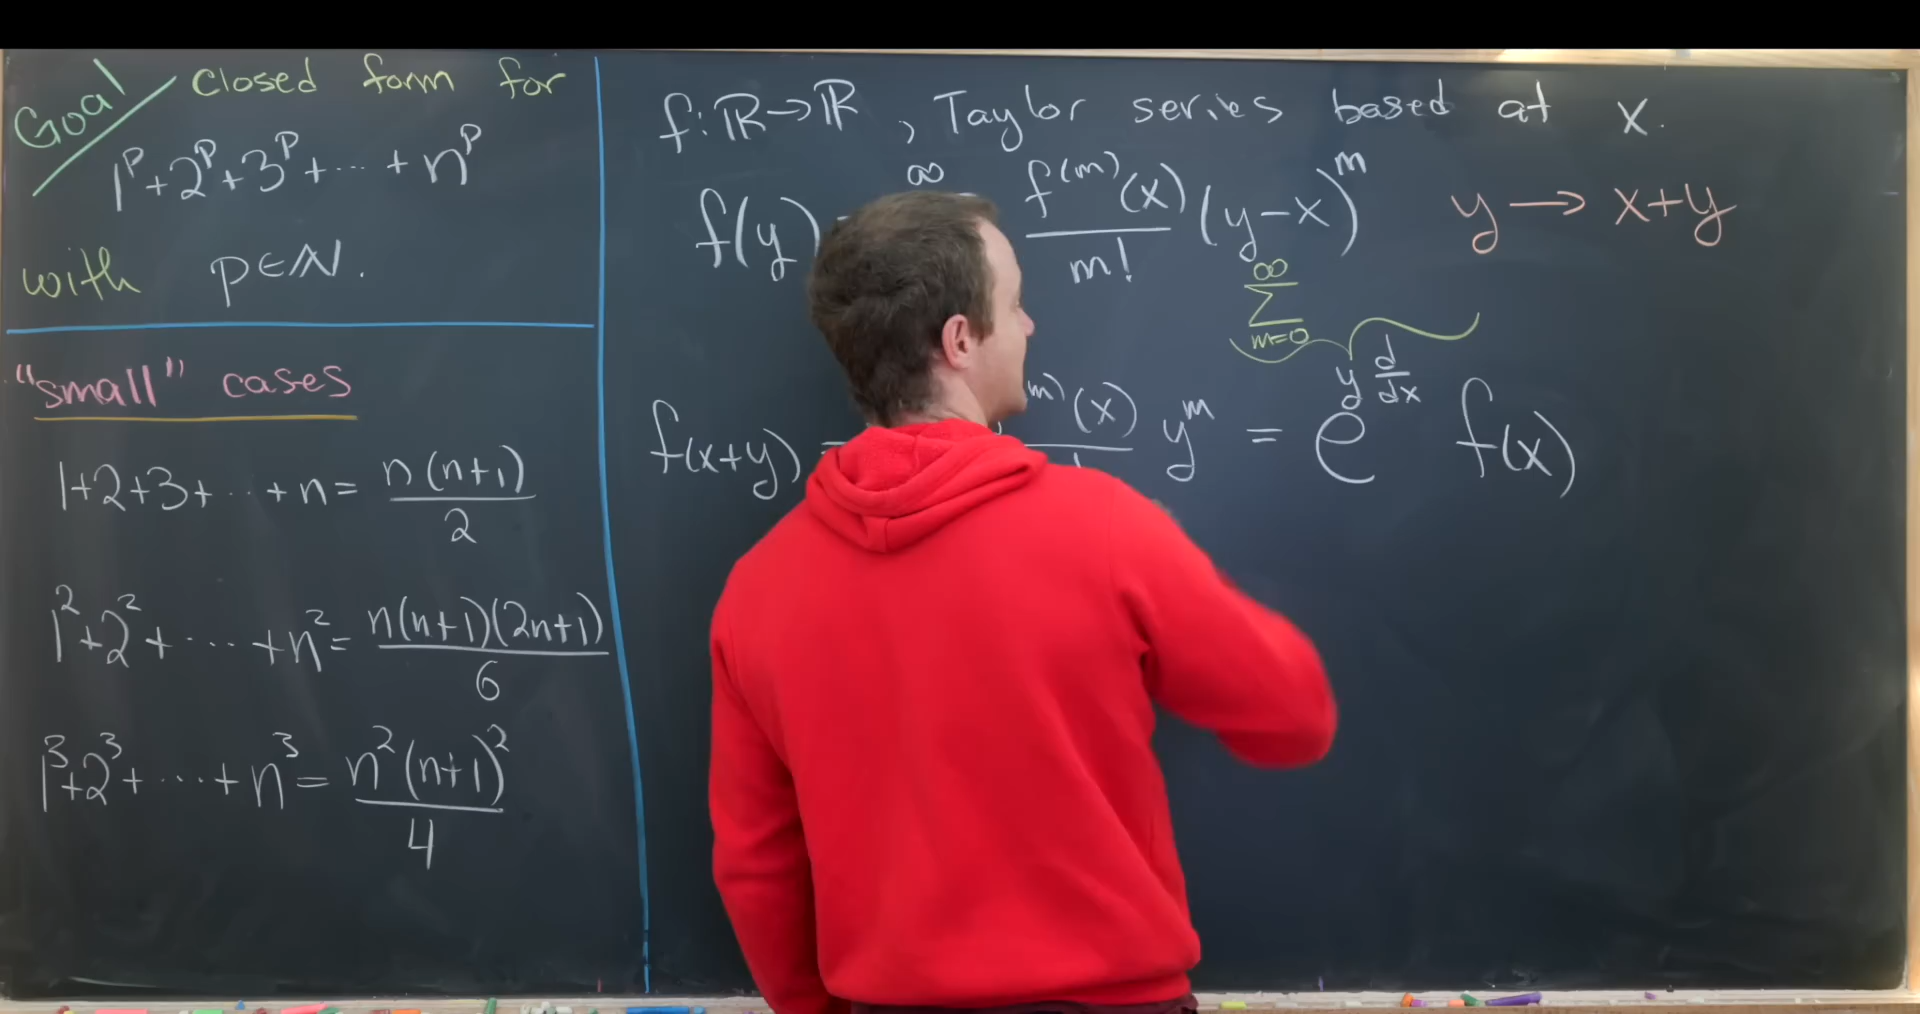 Goal
Closed form for
1^p+2^p+3^p+⋯+n^p
with p∈ℕ.
"small" cases
1+2+3+⋯+n= n(n+1)/2
1^2+2^2+⋯+n^2= n(n+1)(2n+1)/6
1^3+2^3+⋯+n^3= n^2(n+1)^2/4
f:ℝ→ℝ, Taylor series based at x.
f(y) ∞ f^(m)(x)/m! (y-x)^m y→x+y
∞
∑
m=0
f(x+y)= m)(x) y^m = e^(y d/dx) f(x)